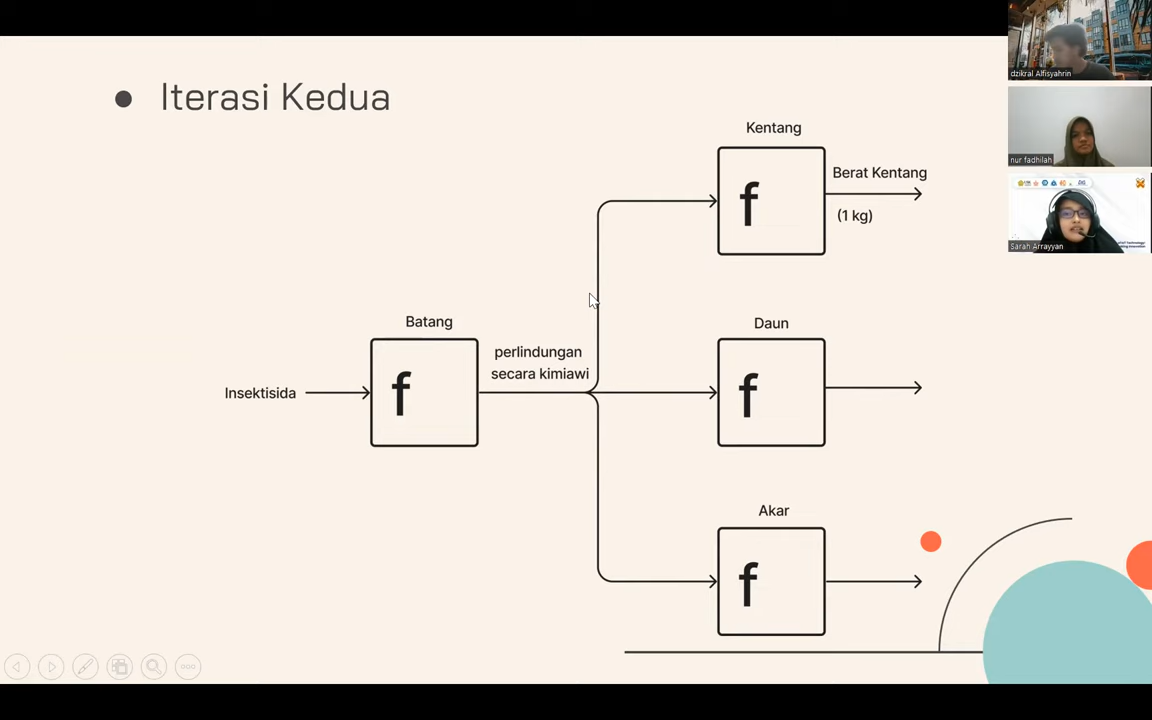 Iterasi Kedua
Kentang
f
Berat Kentang
(1 kg)
Batang
f
Insektisida
perlindungan
secara kimiawi
Daun
f
Akar
f
dzikral Alfisyahrin
nur fadhilah
Sarah Arrayyan